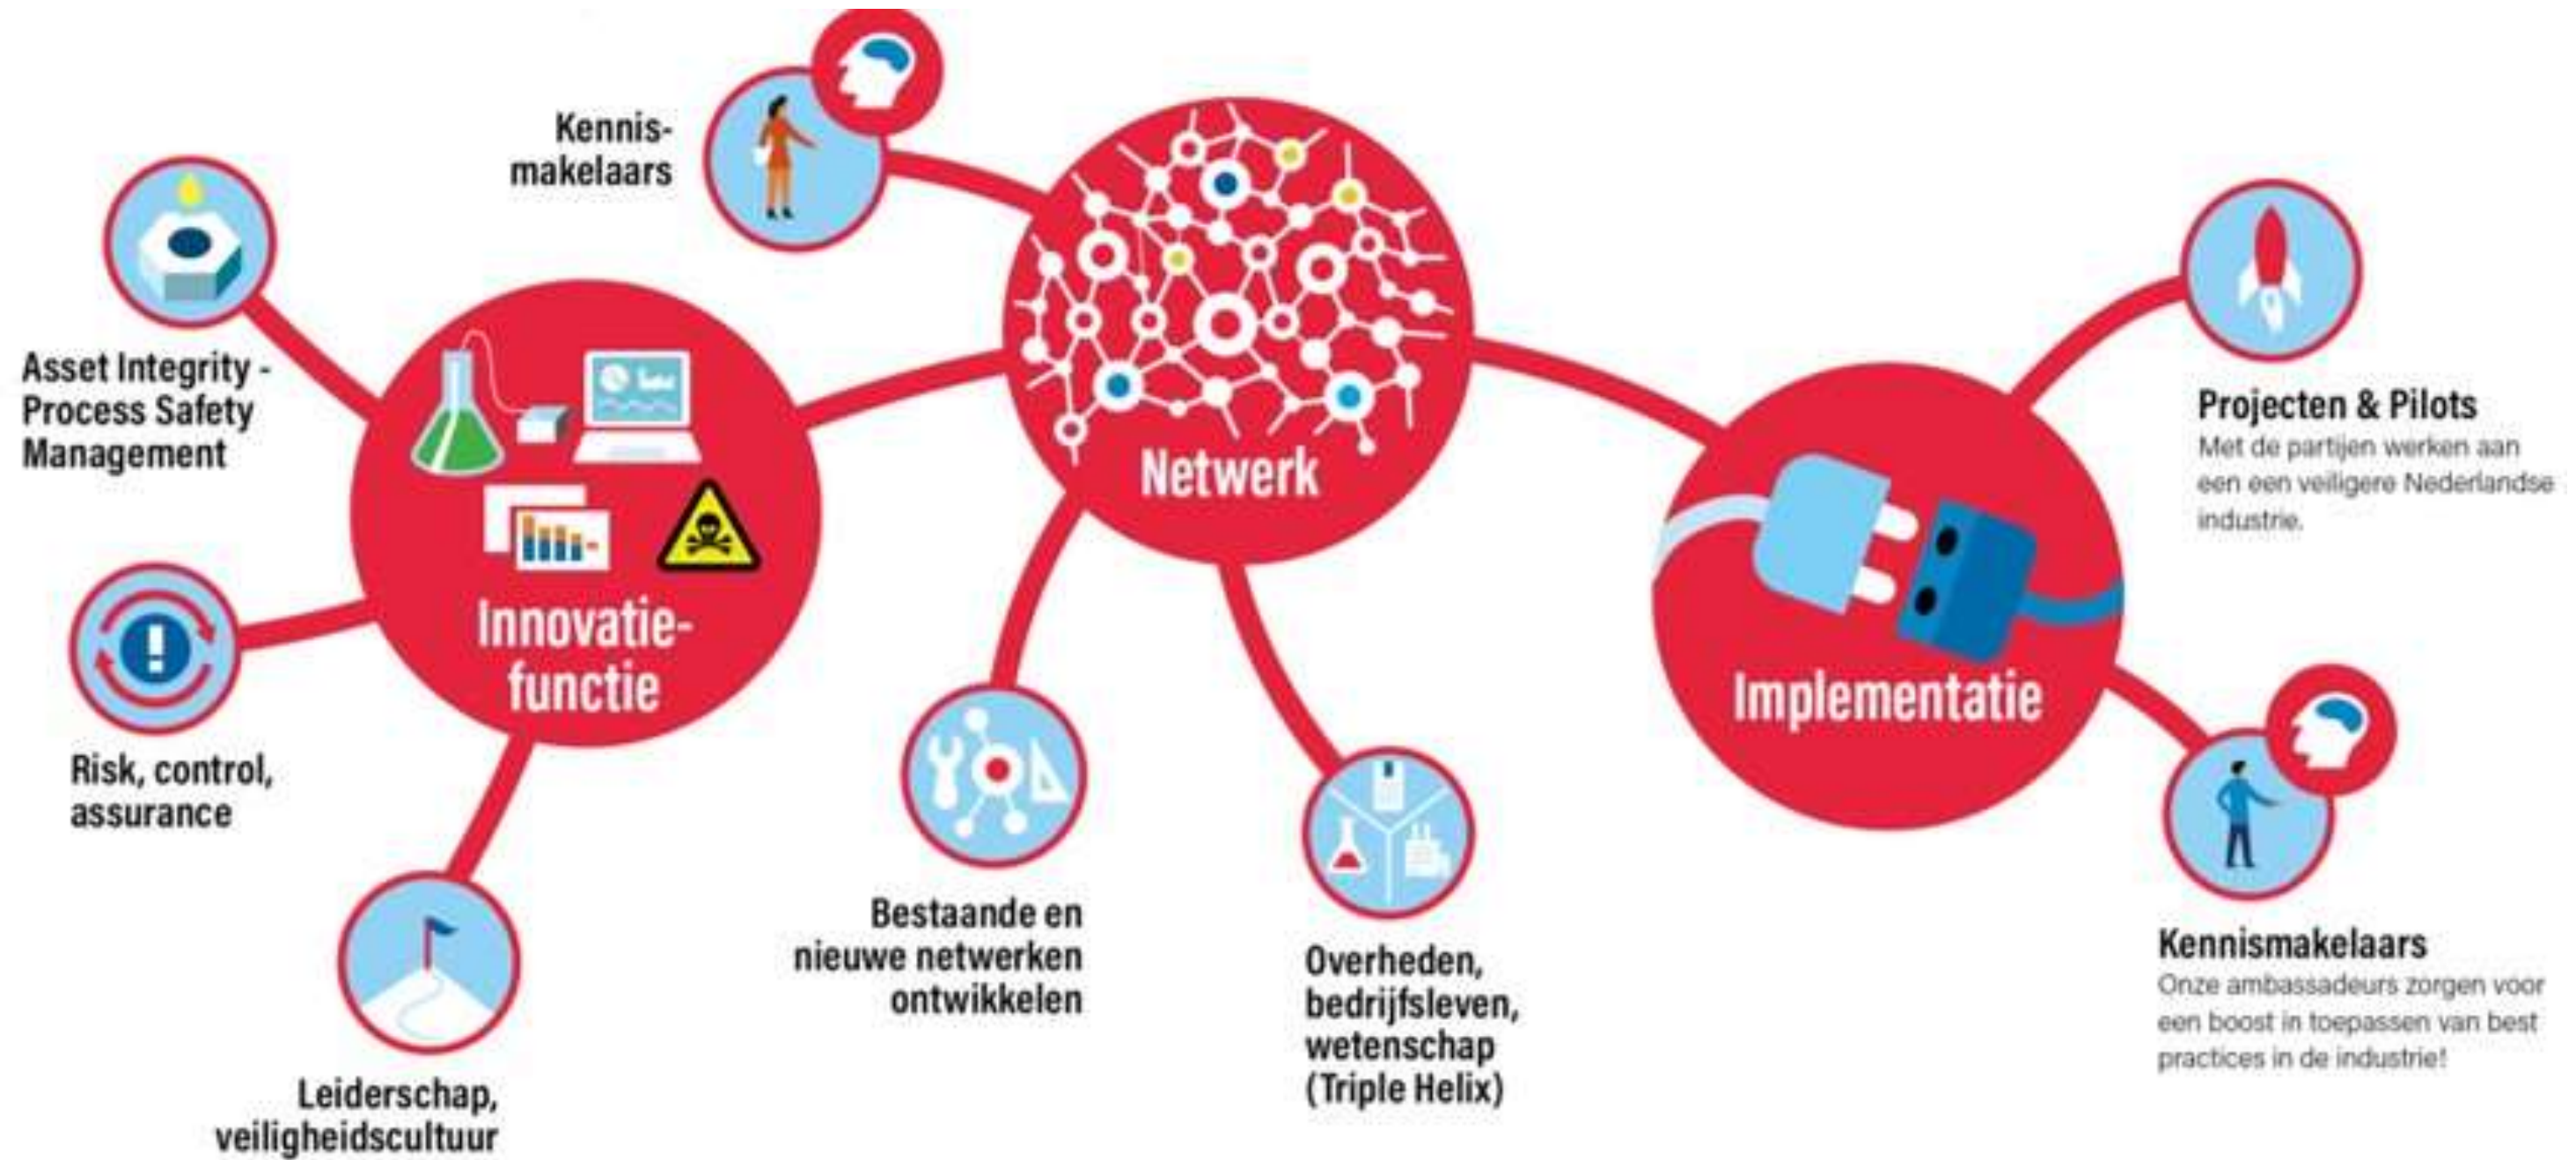 Kennis-
makelaars
Asset Integrity -
Process Safety
Management
Risk, control,
assurance
Leiderschap,
veiligheidscultuur
Innovatie-
functie
Netwerk
Bestaande en
nieuwe netwerken
ontwikkelen
Overheden,
bedrijfsleven,
wetenschap
(Triple Helix)
Implementatie
Projecten & Pilots
Met de partijen werken aan
een een veiligere Nederlandse
industrie.
Kennismakelaars
Onze ambassadeurs zorgen voor
een boost in toepassen van best
practices in de industrie!